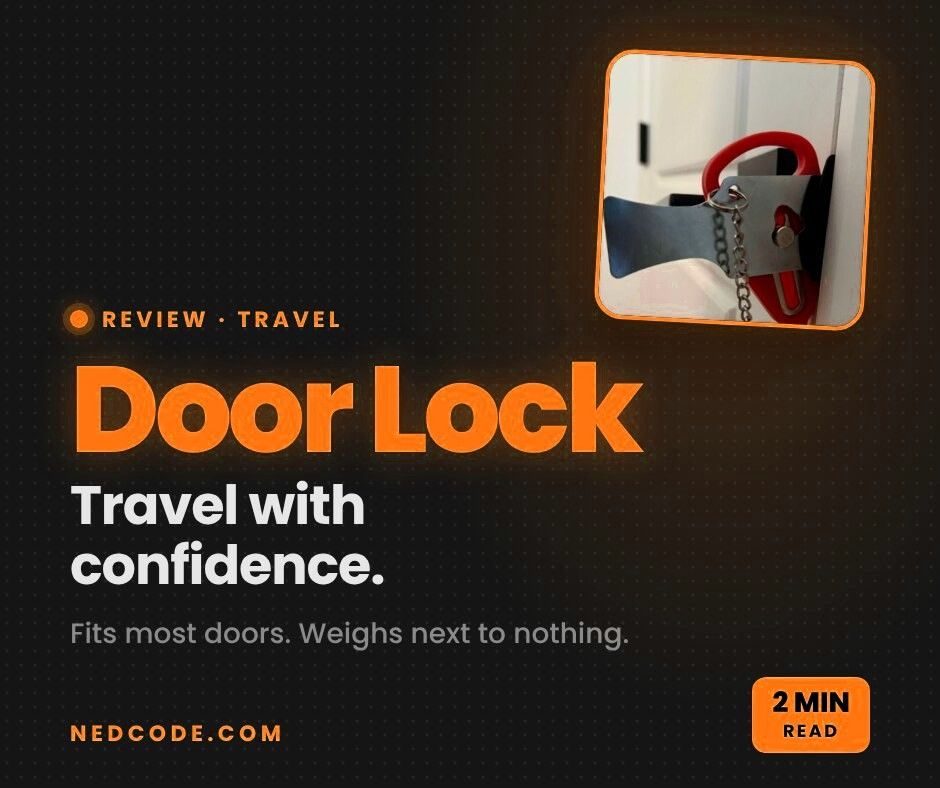 REVIEW · TRAVEL
Door Lock
Travel with
confidence.
Fits most doors. Weighs next to nothing.
NEDCODE.COM
2 MIN
READ